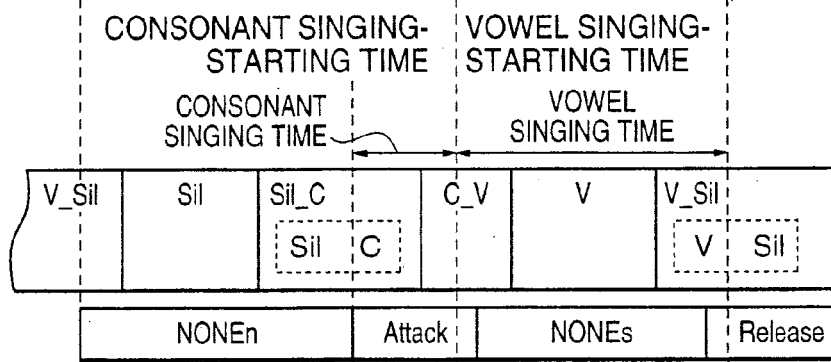 CONSONANT SINGING-
STARTING TIME
VOWEL SINGING-
STARTING TIME
CONSONANT
SINGING TIME
VOWEL
SINGING TIME
V_Sil Sil Sil_C C_V V V_Sil
Sil C V Sil
NONEn Attack NONEs Release